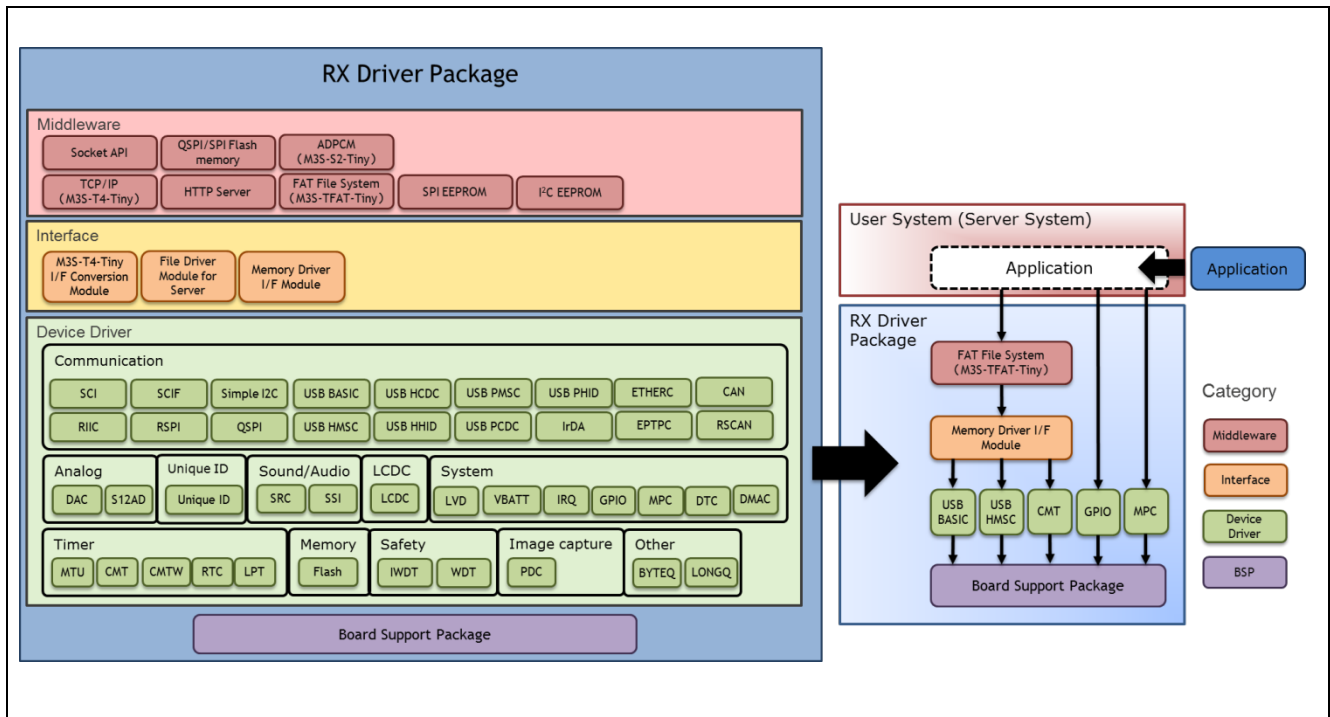 RX Driver Package
Middleware
Socket API
QSPI/SPI Flash
memory
ADPCM
(M3S-S2-Tiny)
TCP/IP
(M3S-T4-Tiny)
HTTP Server
FAT File System
(M3S-TFAT-Tiny)
SPI EEPROM
I²C EEPROM
Interface
M3S-T4-Tiny
I/F Conversion
Module
File Driver
Module for
Server
Memory Driver
I/F Module
Device Driver
Communication
SCI
SCIF
Simple I2C
USB BASIC
USB HCDC
USB PMSC
USB PHID
ETHERC
CAN
RIIC
RSPI
QSPI
USB HMSC
USB HHID
USB PCDC
IrDA
EPTPC
RSCAN
Analog
DAC
S12AD
Unique ID
Unique ID
Sound/Audio
SRC
SSI
LCDC
LCDC
System
LVD
VBATT
IRQ
GPIO
MPC
DTC
DMAC
Timer
MTU
CMT
CMTW
RTC
LPT
Memory
Flash
Safety
IWDT
WDT
Image capture
PDC
Other
BYTEQ
LONGQ
Board Support Package
User System (Server System)
Application
Application
RX Driver
Package
FAT File System
(M3S-TFAT-Tiny)
Memory Driver I/F
Module
USB
BASIC
USB
HMSC
CMT
GPIO
MPC
Board Support Package
Category
Middleware
Interface
Device
Driver
BSP